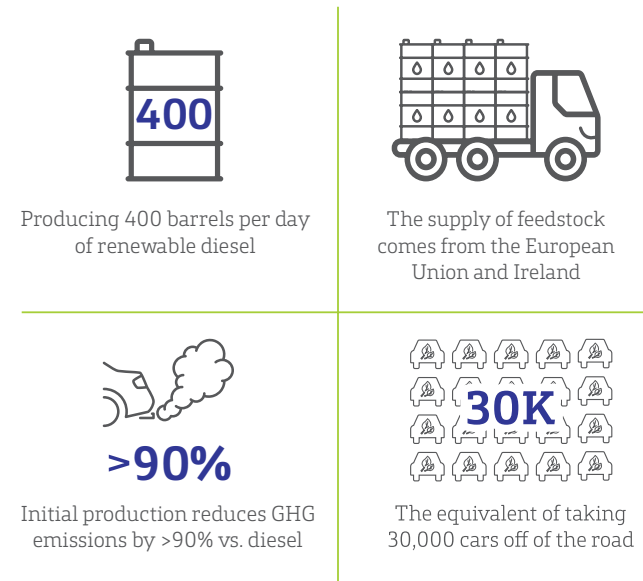 400
Producing 400 barrels per day
of renewable diesel
The supply of feedstock
comes from the European
Union and Ireland
>90%
Initial production reduces GHG
emissions by >90% vs. diesel
30K
The equivalent of taking
30,000 cars off of the road